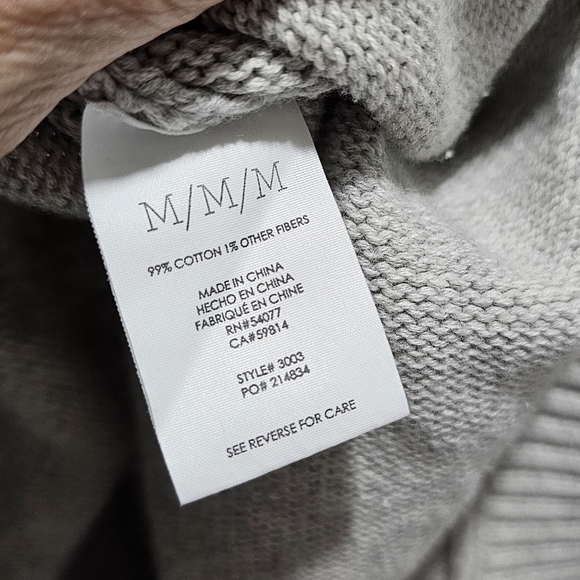 M/M/M
99% COTTON 1% OTHER FIBERS
MADE IN CHINA
HECHO EN CHINA
FABRIQUÉ EN CHINE
RN#54077
CA#59814
STYLE# 3003
PO# 214834
SEE REVERSE FOR CARE